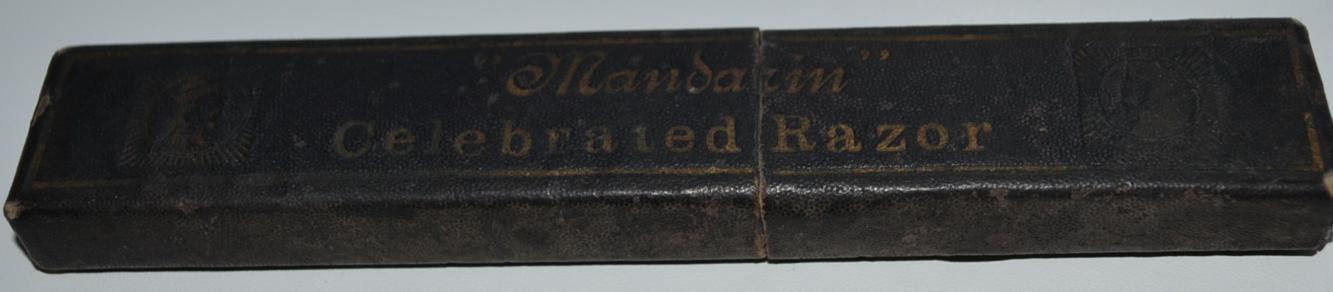 "Mandarin"
Celebrated Razor